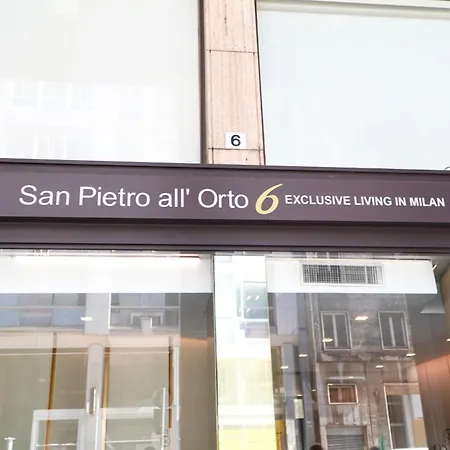 6
San Pietro all' Orto 6 EXCLUSIVE LIVING IN MILAN